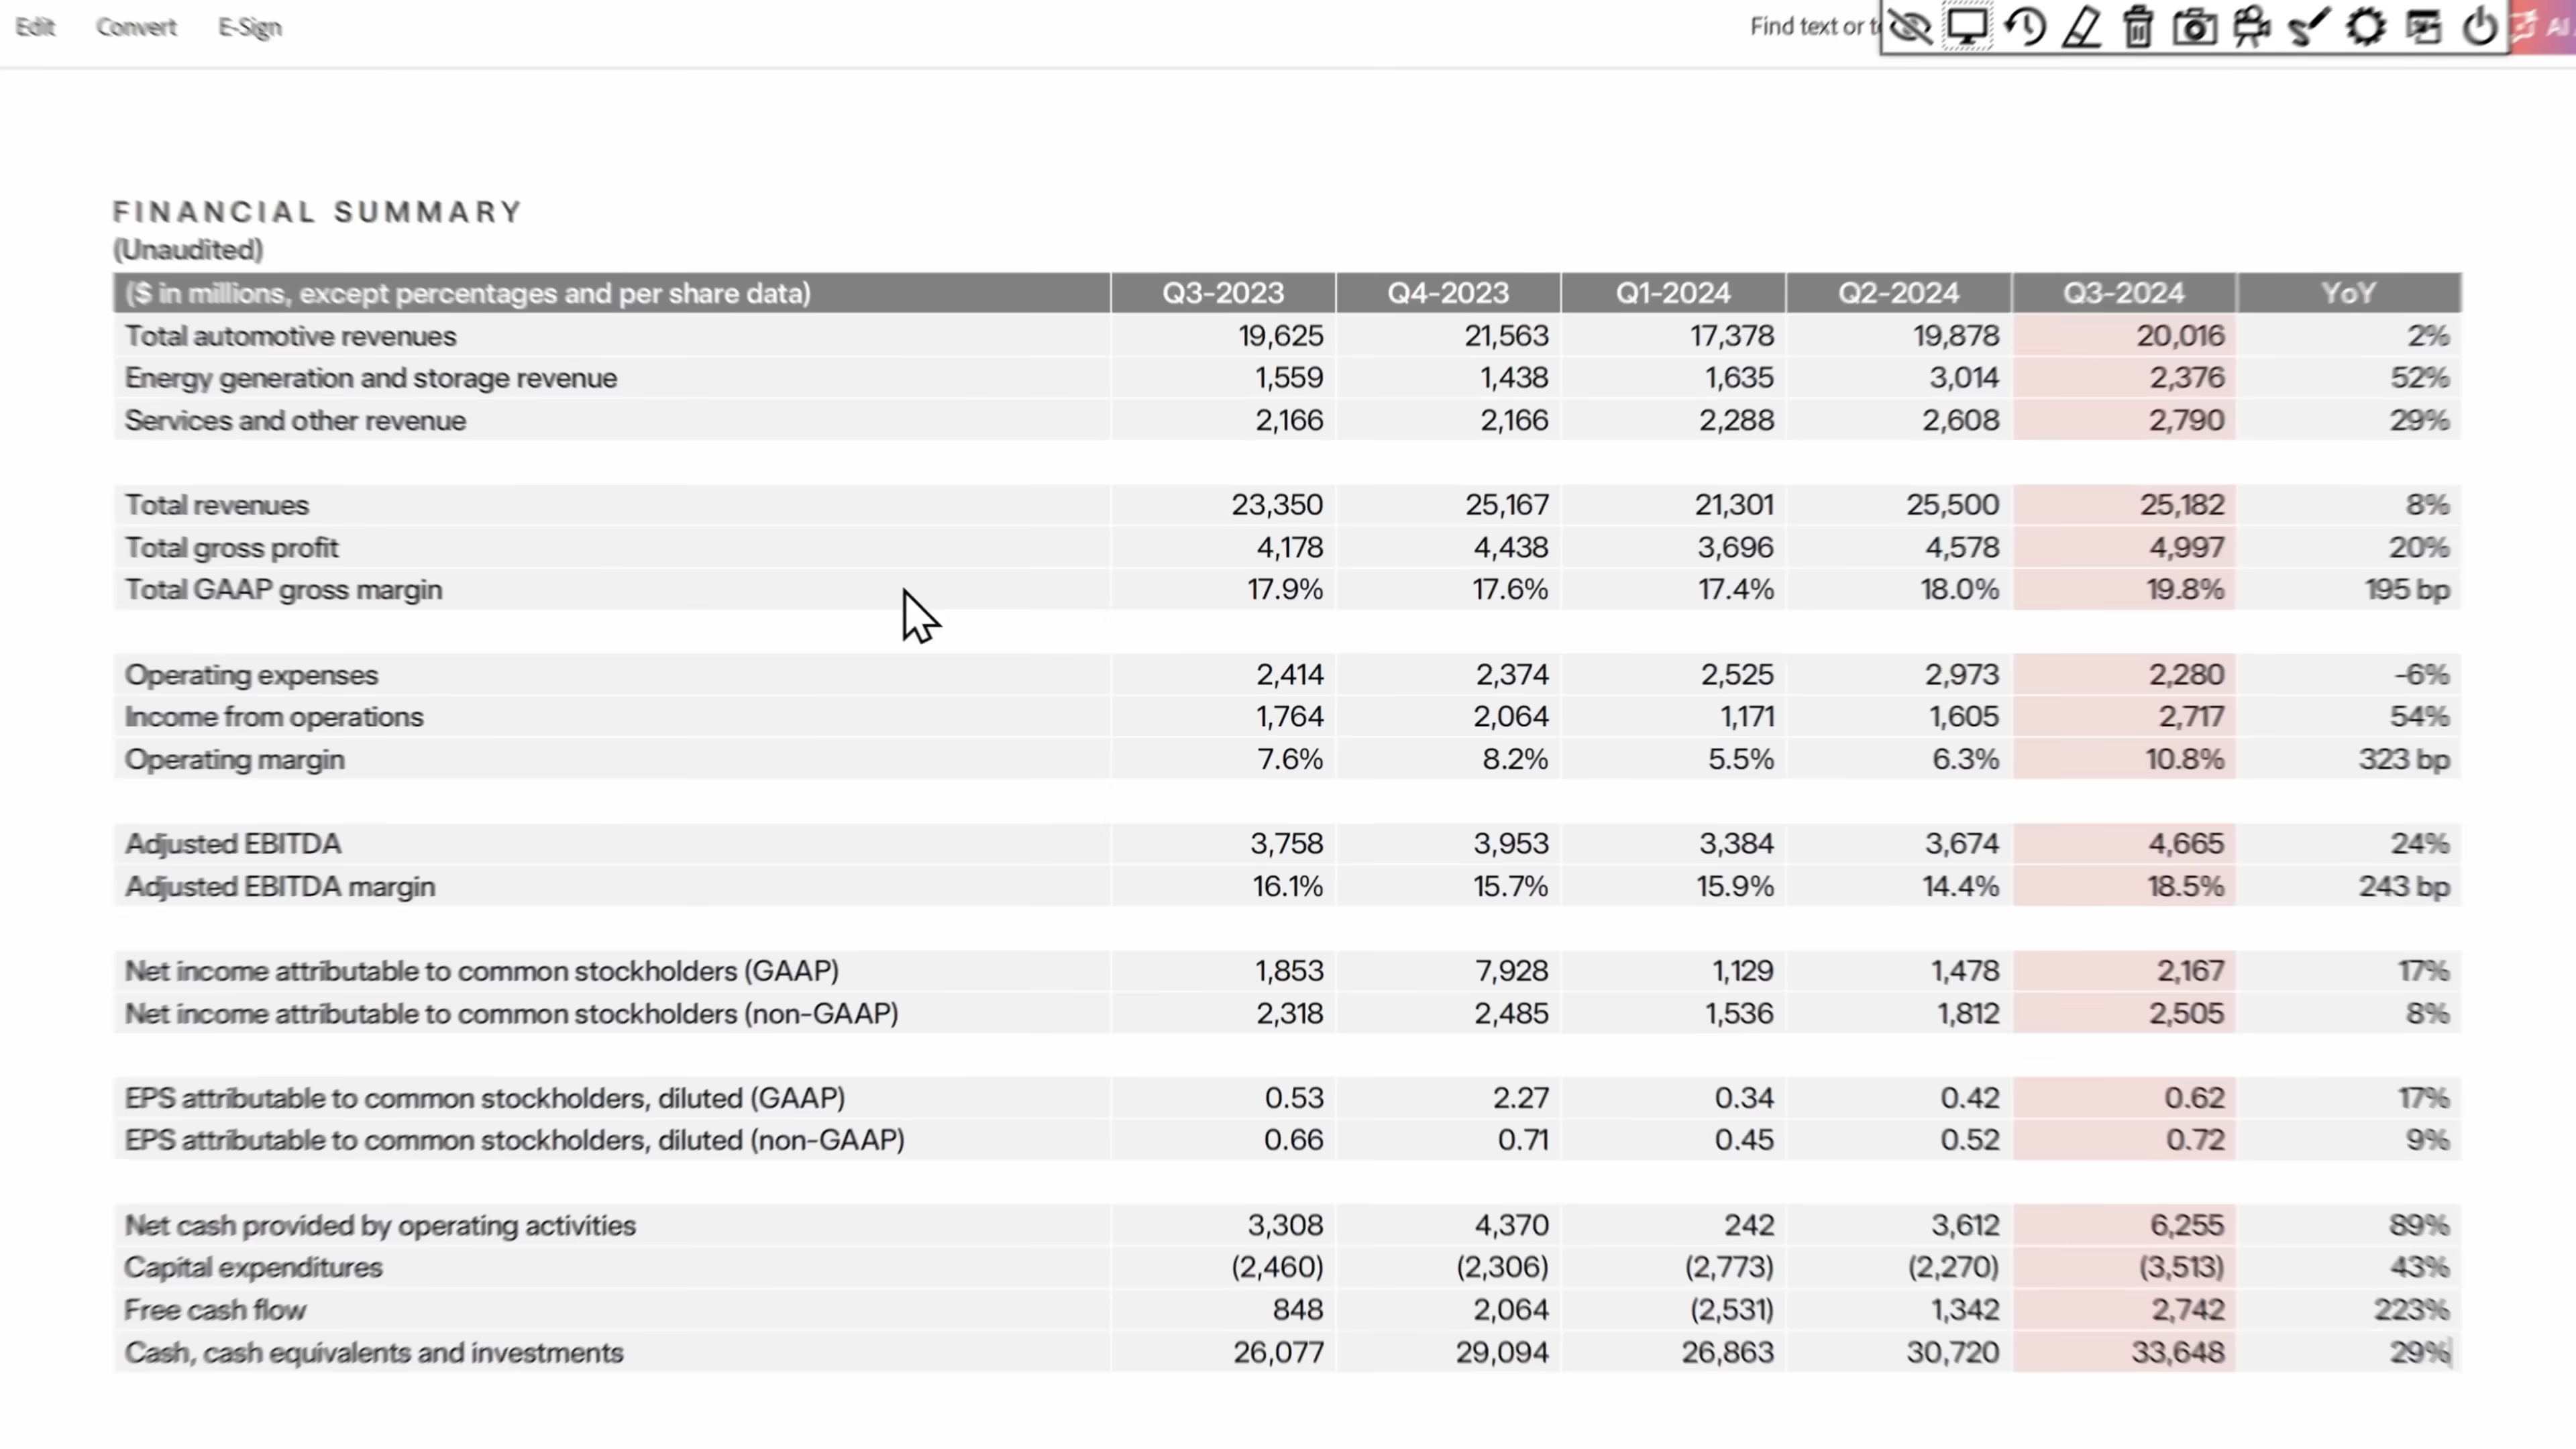 Edit Convert E-Sign Find text or AI
FINANCIAL SUMMARY
(Unaudited)
($ in millions, except percentages and per share data) Q3-2023 Q4-2023 Q1-2024 Q2-2024 Q3-2024 YoY
Total automotive revenues 19,625 21,563 17,378 19,878 20,016 2%
Energy generation and storage revenue 1,559 1,438 1,635 3,014 2,376 52%
Services and other revenue 2,166 2,166 2,288 2,608 2,790 29%
Total revenues 23,350 25,167 21,301 25,500 25,182 8%
Total gross profit 4,178 4,438 3,696 4,578 4,997 20%
Total GAAP gross margin 17.9% 17.6% 17.4% 18.0% 19.8% 195 bp
Operating expenses 2,414 2,374 2,525 2,973 2,280 -6%
Income from operations 1,764 2,064 1,171 1,605 2,717 54%
Operating margin 7.6% 8.2% 5.5% 6.3% 10.8% 323 bp
Adjusted EBITDA 3,758 3,953 3,384 3,674 4,665 24%
Adjusted EBITDA margin 16.1% 15.7% 15.9% 14.4% 18.5% 243 bp
Net income attributable to common stockholders (GAAP) 1,853 7,928 1,129 1,478 2,167 17%
Net income attributable to common stockholders (non-GAAP) 2,318 2,485 1,536 1,812 2,505 8%
EPS attributable to common stockholders, diluted (GAAP) 0.53 2.27 0.34 0.42 0.62 17%
EPS attributable to common stockholders, diluted (non-GAAP) 0.66 0.71 0.45 0.52 0.72 9%
Net cash provided by operating activities 3,308 4,370 242 3,612 6,255 89%
Capital expenditures (2,460) (2,306) (2,773) (2,270) (3,513) 43%
Free cash flow 848 2,064 (2,531) 1,342 2,742 223%
Cash, cash equivalents and investments 26,077 29,094 26,863 30,720 33,648 29%